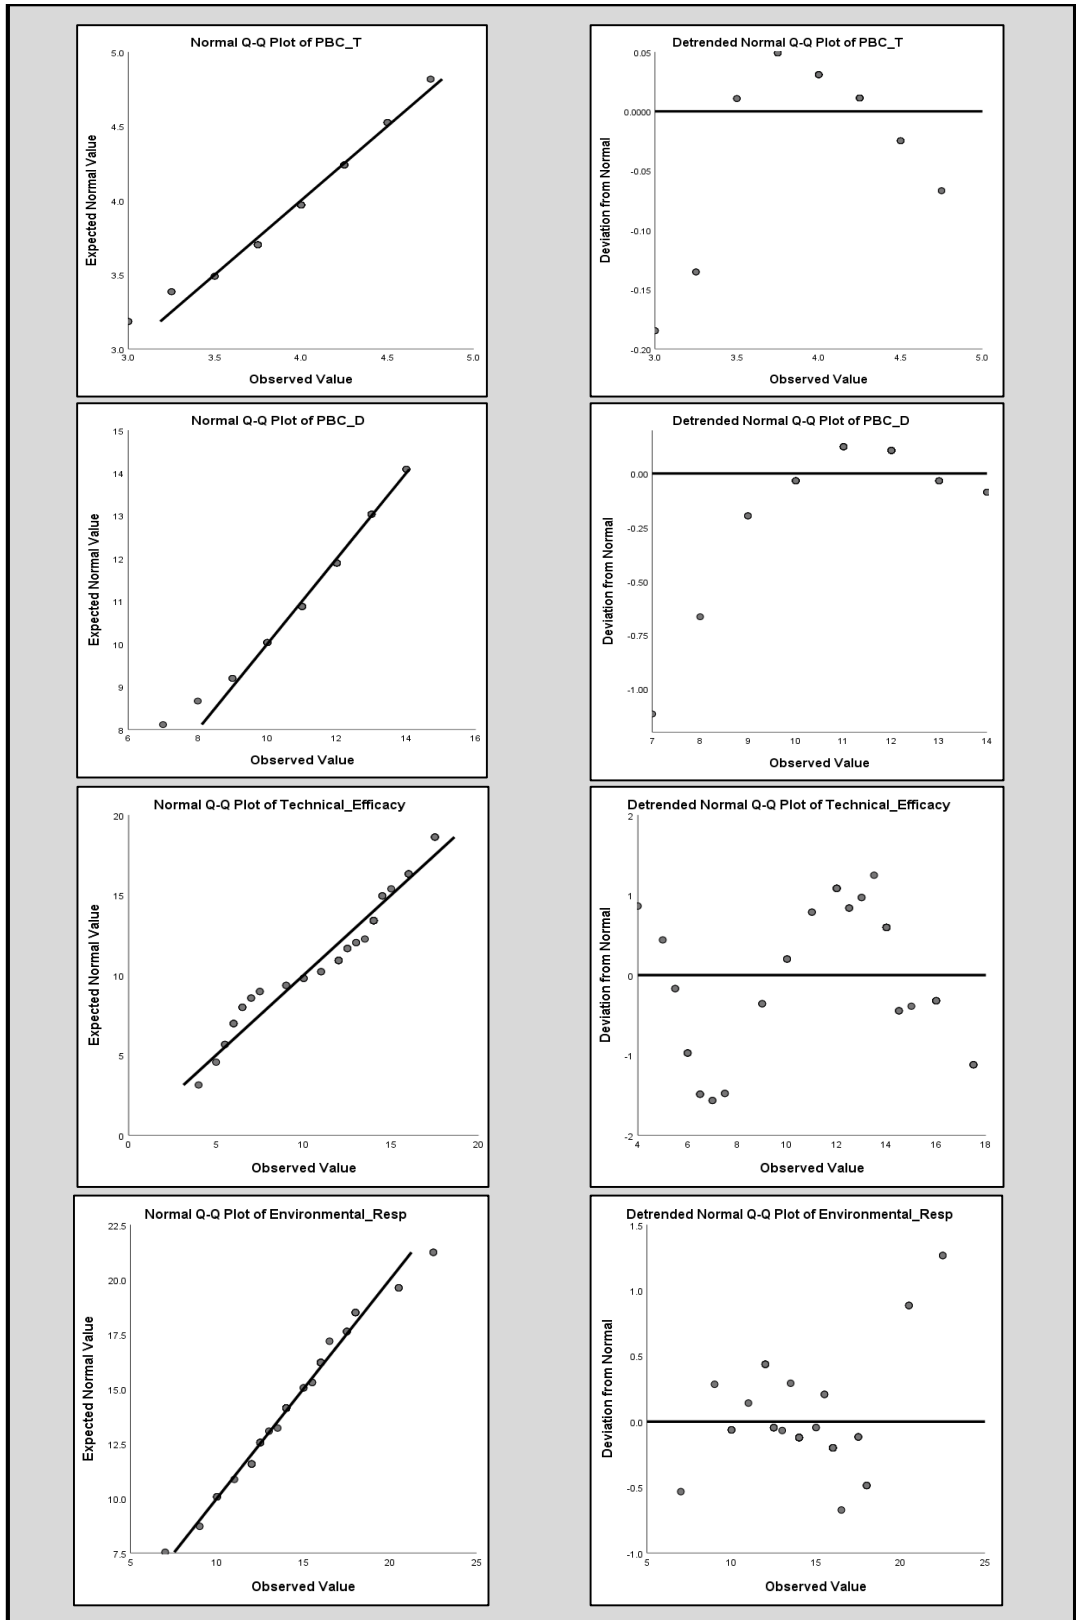 Normal Q-Q Plot of PBC_T
5.0
4.5
4.0
3.5
3.0
3.0 3.5 4.0 4.5 5.0
Expected Normal Value
Observed Value
Detrended Normal Q-Q Plot of PBC_T
0.05
0.0000
-0.05
-0.10
-0.15
-0.20
3.0 3.5 4.0 4.5 5.0
Deviation from Normal
Observed Value
Normal Q-Q Plot of PBC_D
15
14
13
12
11
10
9
8
6 8 10 12 14 16
Expected Normal Value
Observed Value
Detrended Normal Q-Q Plot of PBC_D
0.00
-0.25
-0.50
-0.75
-1.00
7 8 9 10 11 12 13 14
Deviation from Normal
Observed Value
Normal Q-Q Plot of Technical_Efficacy
20
15
10
5
0
0 5 10 15 20
Expected Normal Value
Observed Value
Detrended Normal Q-Q Plot of Technical_Efficacy
2
1
0
-1
-2
4 6 8 10 12 14 16 18
Deviation from Normal
Observed Value
Normal Q-Q Plot of Environmental_Resp
22.5
20.0
17.5
15.0
12.5
10.0
7.5
5 10 15 20 25
Expected Normal Value
Observed Value
Detrended Normal Q-Q Plot of Environmental_Resp
1.5
1.0
0.5
0.0
-0.5
-1.0
5 10 15 20 25
Deviation from Normal
Observed Value